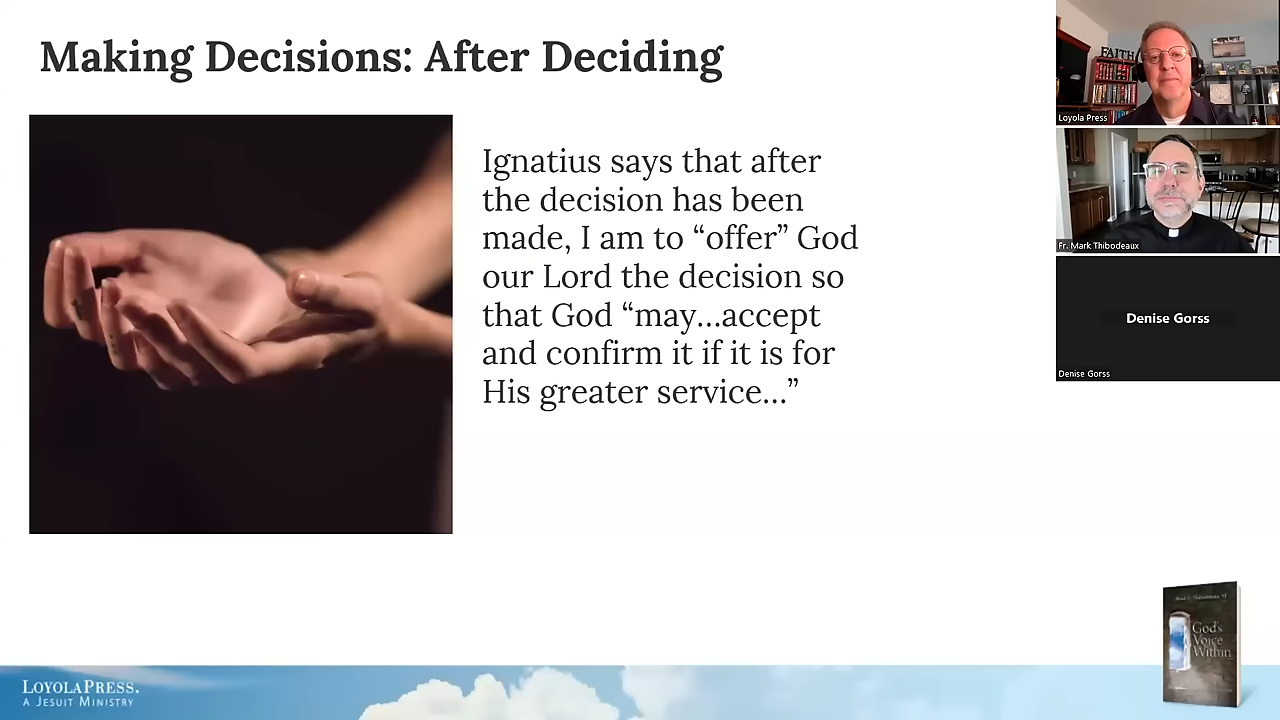 Making Decisions: After Deciding
Ignatius says that after
the decision has been
made, I am to “offer” God
our Lord the decision so
that God “may...accept
and confirm it if it is for
His greater service...”
FAITH
Loyola Press
Fr. Mark Thibodeaux
Denise Gorss
Denise Gorss
God's
Voice
Within
LOYOLA PRESS.
A JESUIT MINISTRY